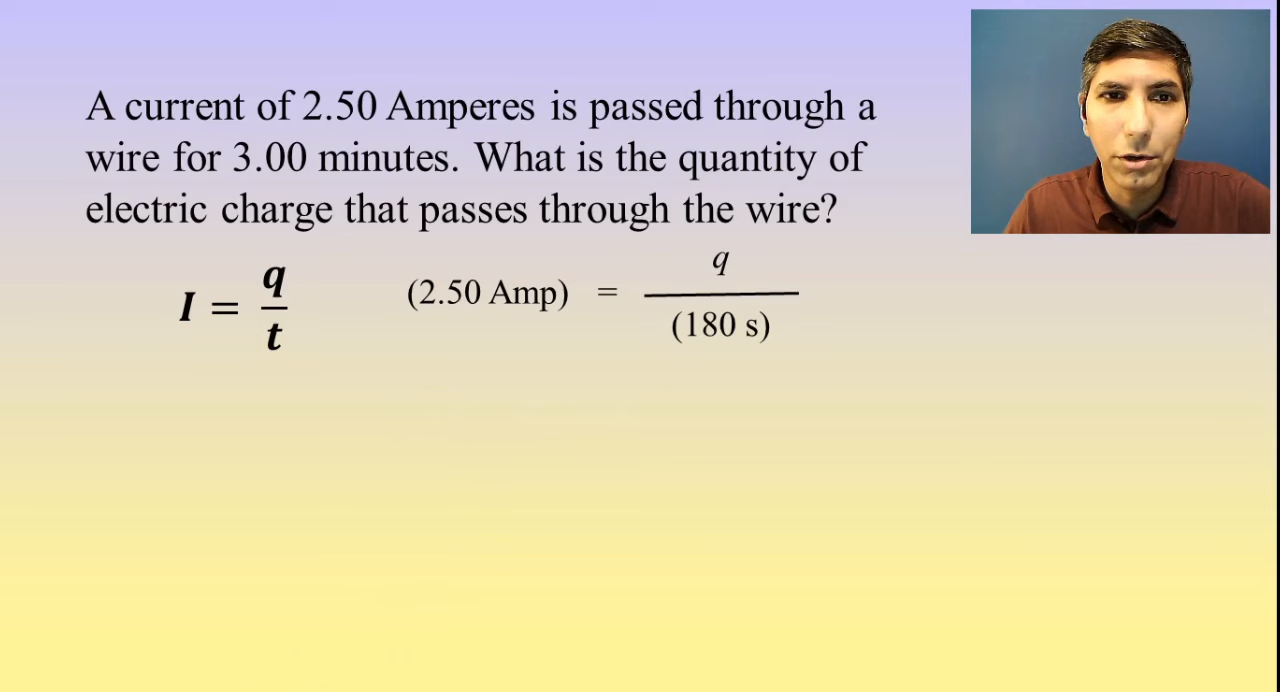 A current of 2.50 Amperes is passed through a
wire for 3.00 minutes. What is the quantity of
electric charge that passes through the wire?
I = q/t
(2.50 Amp) = q/(180 s)